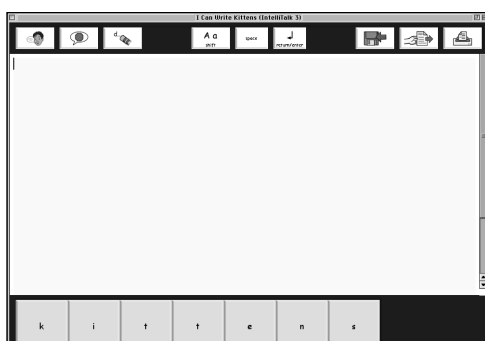 I Can Write Kittens (IntelliTalk 3)
A a
shift
space
return/enter
d
k i t t e n s